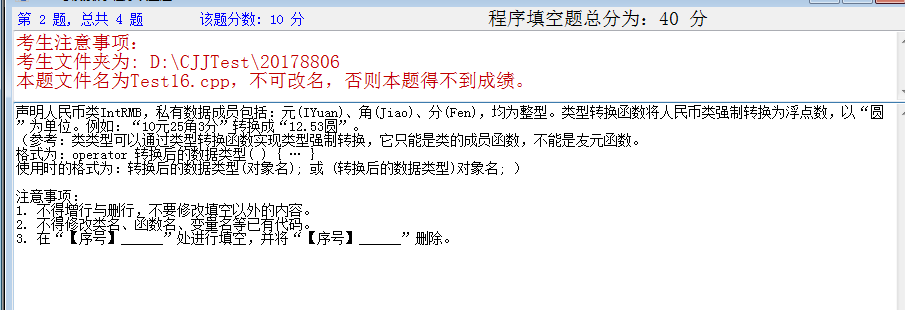 第 2 题, 总共 4 题 该题分数: 10 分 程序填空题总分为: 40 分
考生注意事项:
考生文件夹为: D:\CJJTest\20178806
本题文件名为Test16.cpp, 不可改名, 否则本题得不到成绩。
声明人民币类IntRMB, 私有数据成员包括: 元(IYuan)、角(Jiao)、分(Fen), 均为整型。类型转换函数将人民币类强制转换为浮点数, 以“圆
”为单位。例如: “10元25角3分”转换成“12.53圆”。
(参考: 类类型可以通过类型转换函数实现类型强制转换, 它只能是类的成员函数, 不能是友元函数。
格式为: operator 转换后的数据类型( ) { … }
使用时的格式为: 转换后的数据类型(对象名); 或 (转换后的数据类型)对象名; )
注意事项:
1. 不得增行与删行, 不要修改填空以外的内容。
2. 不得修改类名、函数名、变量名等已有代码。
3. 在“【序号】______”处进行填空, 并将“【序号】______”删除。